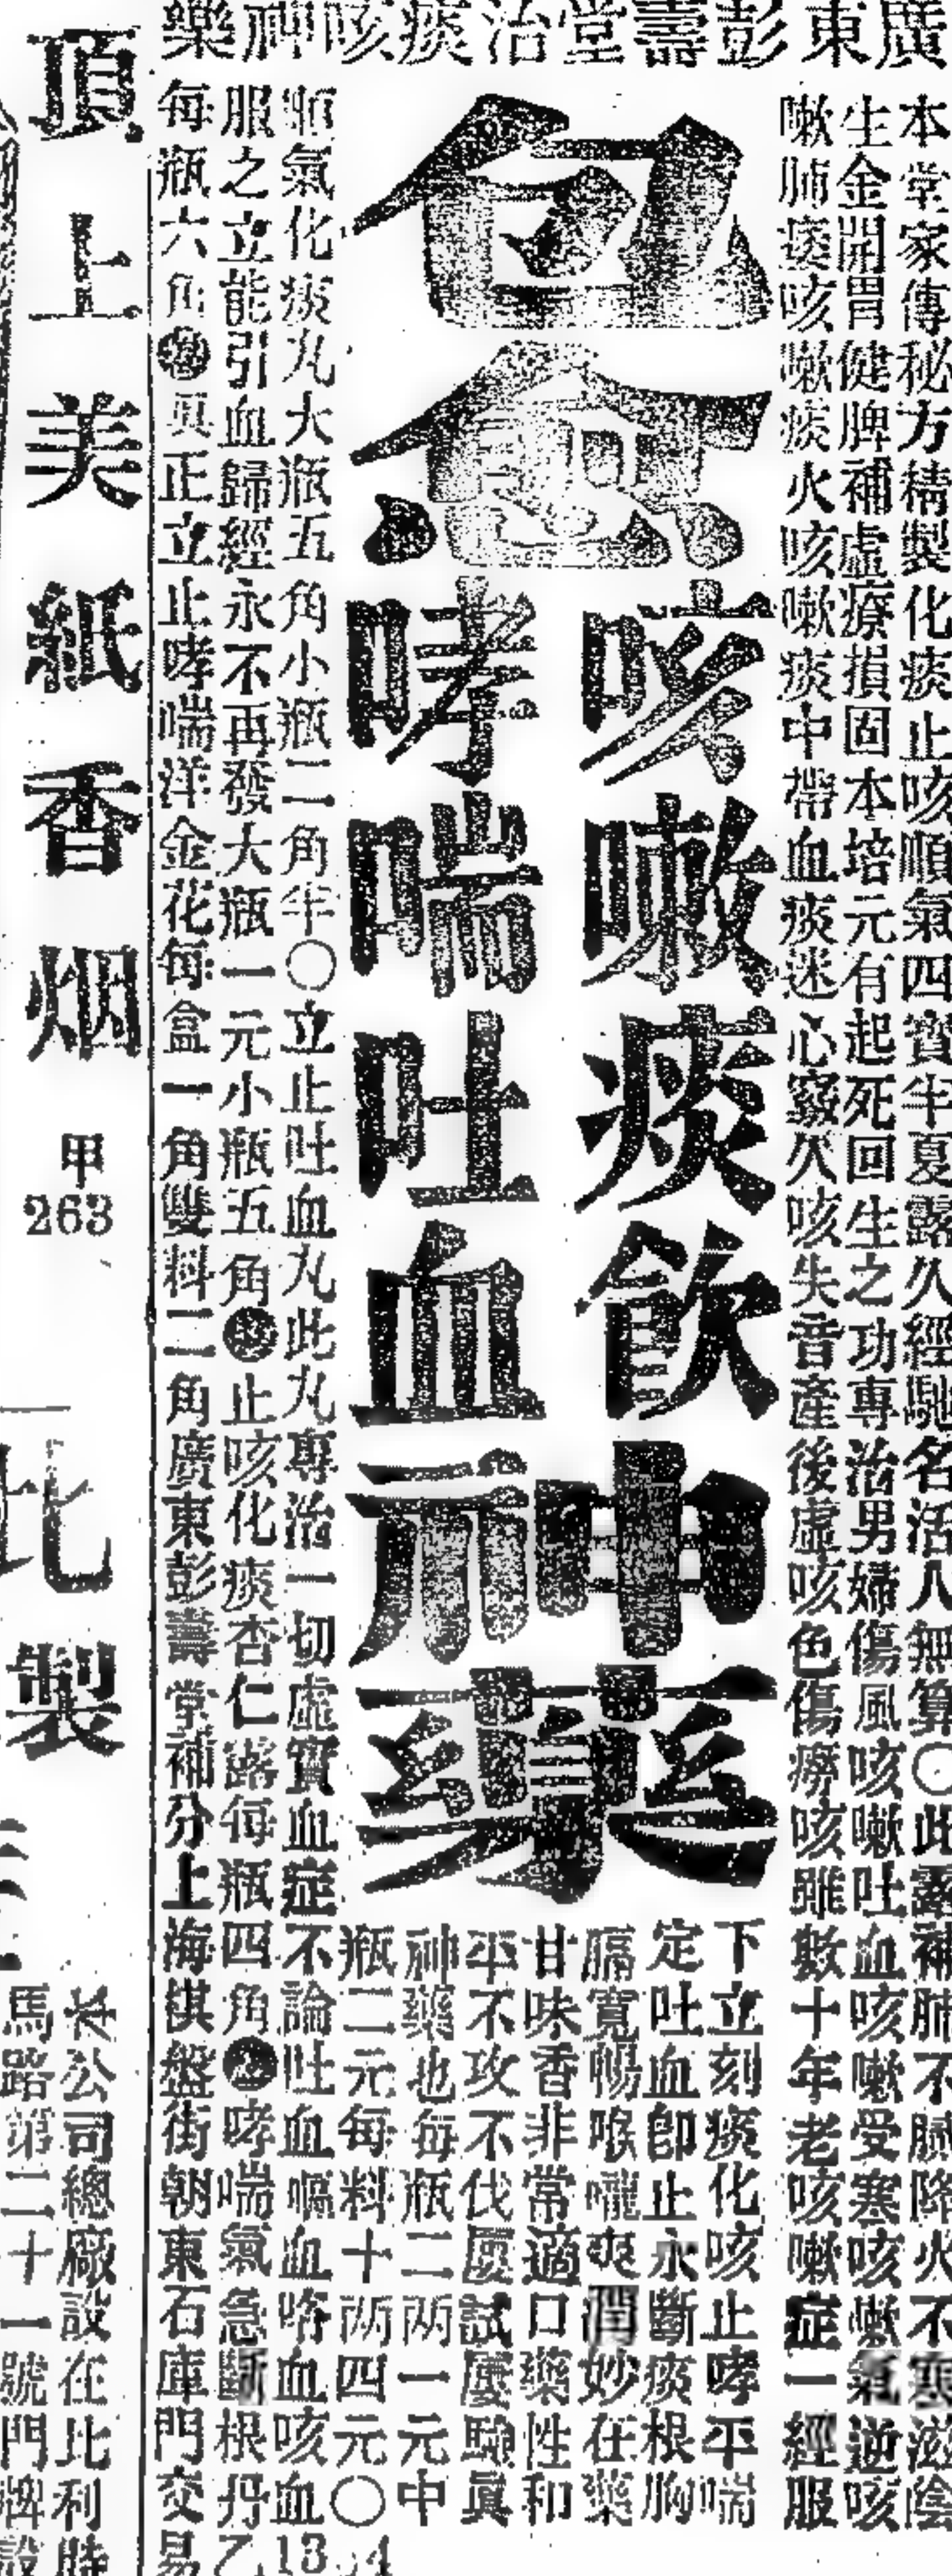 廣東彭壽堂治痰咳神藥
本堂家傳秘方精製化痰止咳順氣四寶半夏露久經馳名活人無算○此露補肺不膩降火不寒滋陰
生金開胃健脾補虛療損固本培元有起死回生之功專治男婦傷風咳嗽吐血咳嗽受寒咳嗽氣逆咳
嗽肺痿咳嗽痰火咳嗽痰中帶血痰迷心竅久咳失音產後虛咳色傷癆咳雖數十年老咳嗽症一經服
包愈
咳嗽痰飲
哮喘吐血
神藥
下立刻痰化咳止哮平喘
定吐血即止永斷痰根胸
膈寬暢喉嚨爽潤妙在藥
甘味香非常適口藥性和
平不攻不伐屢試屢驗眞
神藥也每瓶二兩一元中
瓶二元每料十兩四元○
瓶氣化痰丸大瓶五角小瓶二角半○立止吐血丸此丸專治一切虛實血症不論吐血嘔血咯血咳血
服之立能引血歸經永不再發大瓶一元小瓶五角 止咳化痰杏仁露每瓶四角 哮喘氣急斷根丹
每瓶六角 眞正立止哮喘洋金花每盒一角雙料二角廣東彭壽堂補分上海棋盤街朝東石庫門交易
乙13
4
頂上美紙香烟
甲
263
比
製
公司總廠設在比利時
馬路第二十一號門牌設